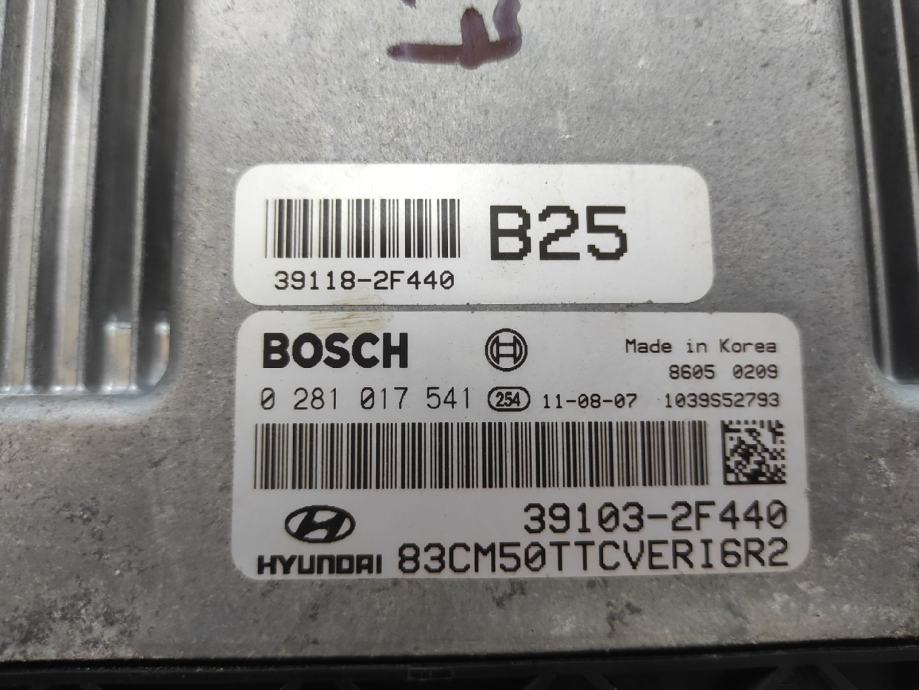 B25
39118-2F440
BOSCH
Made in Korea
8605 0209
0 281 017 541 254 11-08-07 1039S52793
39103-2F440
HYUNDAI 83CM50TTCVERI6R2